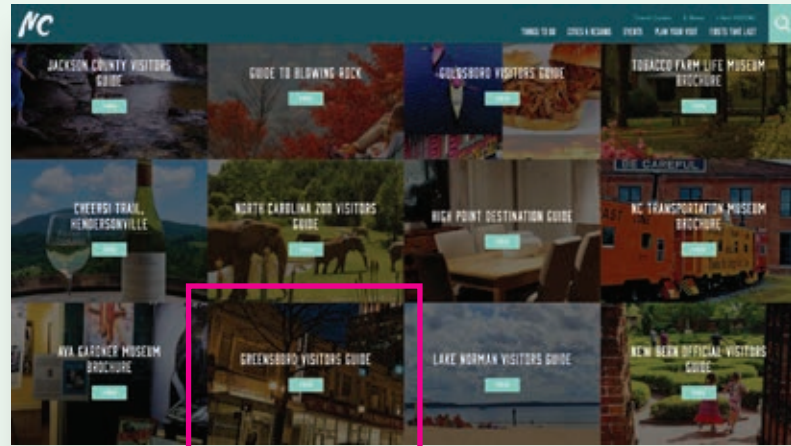 NC
THINGS TO DO CITIES & REGIONS EVENTS PLAN YOUR VISIT FIRSTS THAT LAST
JACKSON COUNTY VISITORS
GUIDE
GUIDE TO BLOWING ROCK
GOLDSBORO VISITORS GUIDE
TOBACCO FARM LIFE MUSEUM
BROCHURE
BE CAREFUL
CHEERS! TRAIL,
HENDERSONVILLE
NORTH CAROLINA ZOO VISITORS
GUIDE
HIGH POINT DESTINATION GUIDE
NC TRANSPORTATION MUSEUM
BROCHURE
AVA GARDNER MUSEUM
BROCHURE
GREENSBORO VISITORS GUIDE
LAKE NORMAN VISITORS GUIDE
NEW BERN OFFICIAL VISITORS
GUIDE